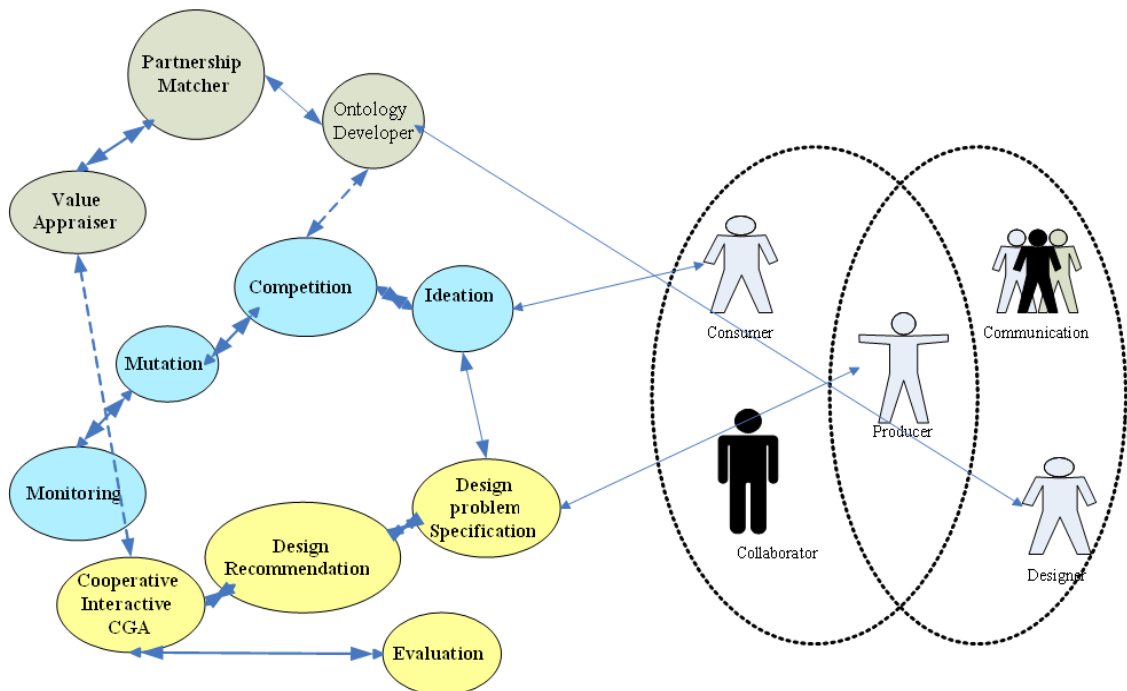 Partnership
Matcher
Ontology
Developer
Value
Appraiser
Competition
Ideation
Mutation
Monitoring
Design
problem
Specification
Design
Recommendation
Cooperative
Interactive
CGA
Evaluation
Consumer
Communication
Producer
Collaborator
Designer